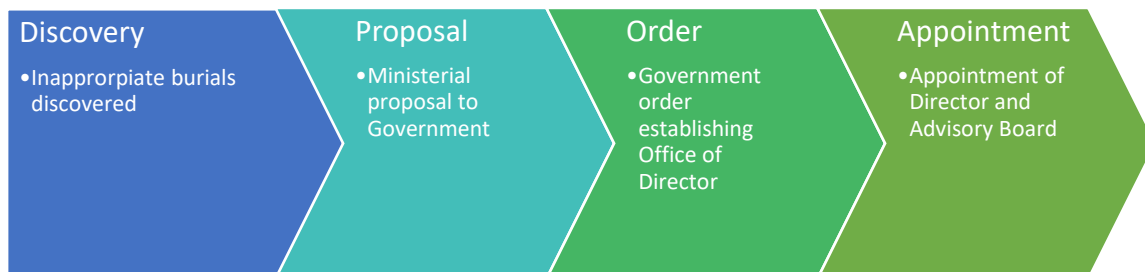 Discovery
•Inapprorpiate burials
discovered
Proposal
•Ministerial
proposal to
Government
Order
•Government
order
establishing
Office of
Director
Appointment
•Appointment of
Director and
Advisory Board